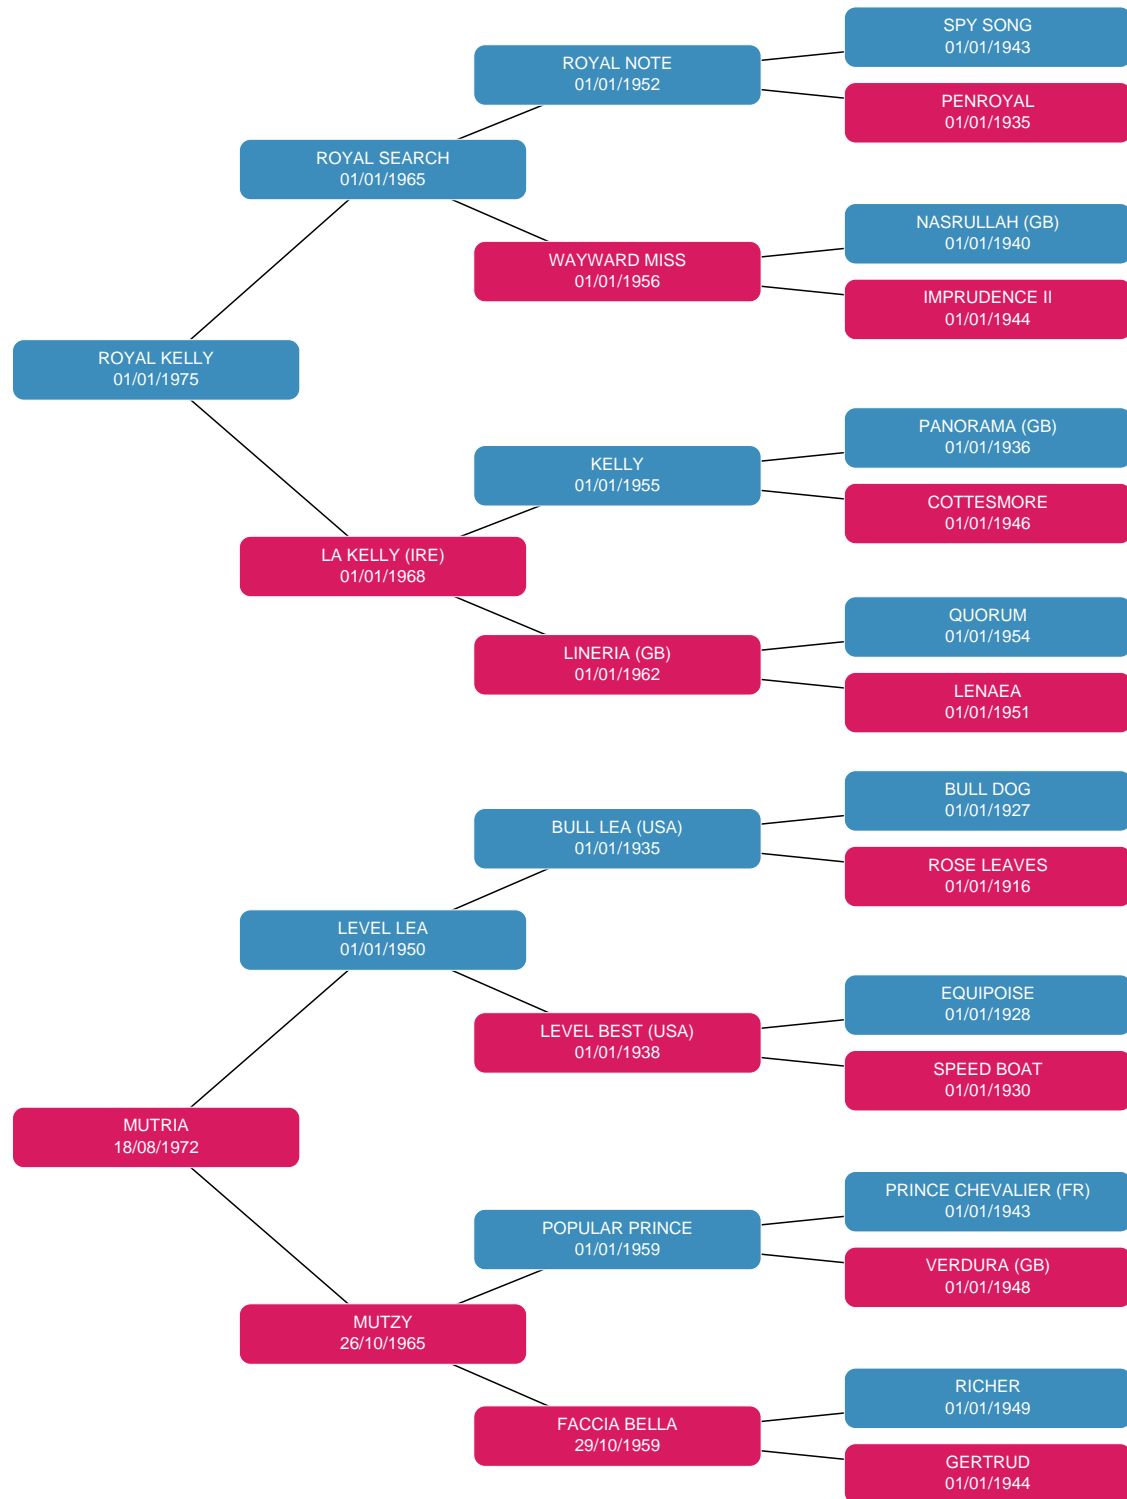 SPY SONG
01/01/1943
ROYAL NOTE
01/01/1952
PENROYAL
01/01/1935
ROYAL SEARCH
01/01/1965
NASRULLAH (GB)
01/01/1940
WAYWARD MISS
01/01/1956
IMPRUDENCE II
01/01/1944
ROYAL KELLY
01/01/1975
PANORAMA (GB)
01/01/1936
KELLY
01/01/1955
COTTESMORE
01/01/1946
LA KELLY (IRE)
01/01/1968
QUORUM
01/01/1954
LINERIA (GB)
01/01/1962
LENAEA
01/01/1951
BULL DOG
01/01/1927
BULL LEA (USA)
01/01/1935
ROSE LEAVES
01/01/1916
LEVEL LEA
01/01/1950
EQUIPOISE
01/01/1928
LEVEL BEST (USA)
01/01/1938
SPEED BOAT
01/01/1930
MUTRIA
18/08/1972
PRINCE CHEVALIER (FR)
01/01/1943
POPULAR PRINCE
01/01/1959
VERDURA (GB)
01/01/1948
MUTZY
26/10/1965
RICHER
01/01/1949
FACCIA BELLA
29/10/1959
GERTRUD
01/01/1944